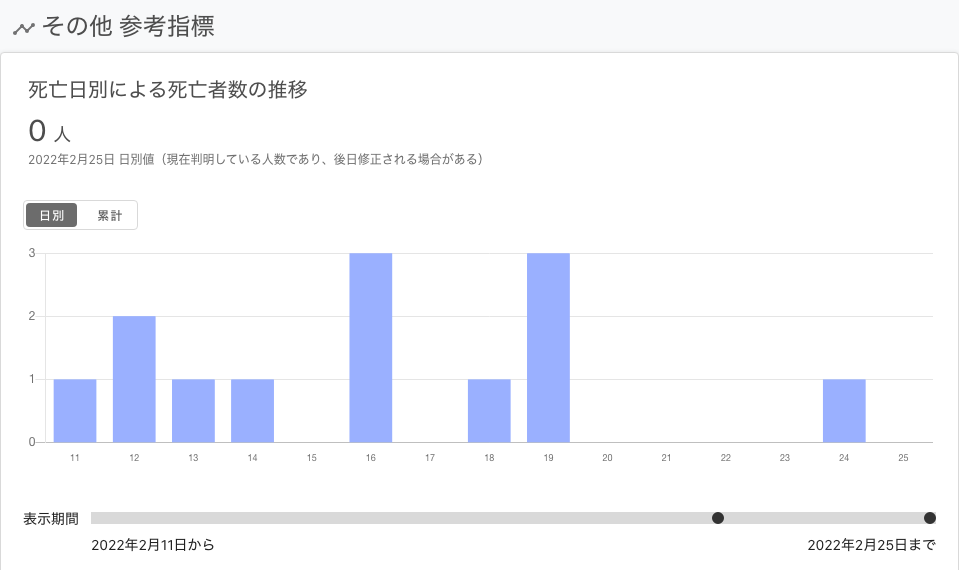 その他 参考指標
死亡日別による死亡者数の推移
0 人
2022年2月25日 日別値（現在判明している人数であり、後日修正される場合がある）
日別 累計
3
2
1
0
11 12 13 14 15 16 17 18 19 20 21 22 23 24 25
表示期間
2022年2月11日から 2022年2月25日まで